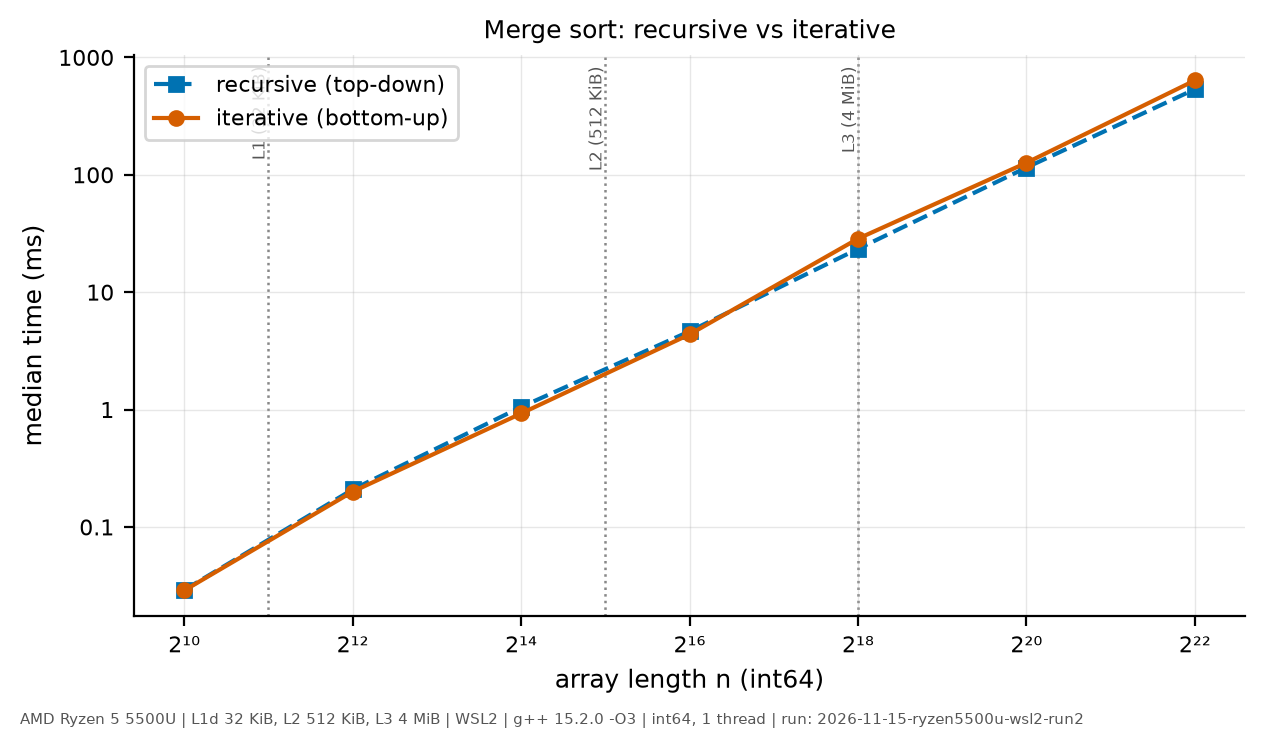 Merge sort: recursive vs iterative
1000
100
10
1
0.1
median time (ms)
recursive (top-down)
iterative (bottom-up)
L1
L2 (512 KiB)
L3 (4 MiB)
2¹⁰
2¹²
2¹⁴
2¹⁶
2¹⁸
2²⁰
2²²
array length n (int64)
AMD Ryzen 5 5500U | L1d 32 KiB, L2 512 KiB, L3 4 MiB | WSL2 | g++ 15.2.0 -O3 | int64, 1 thread | run: 2026-11-15-ryzen5500u-wsl2-run2